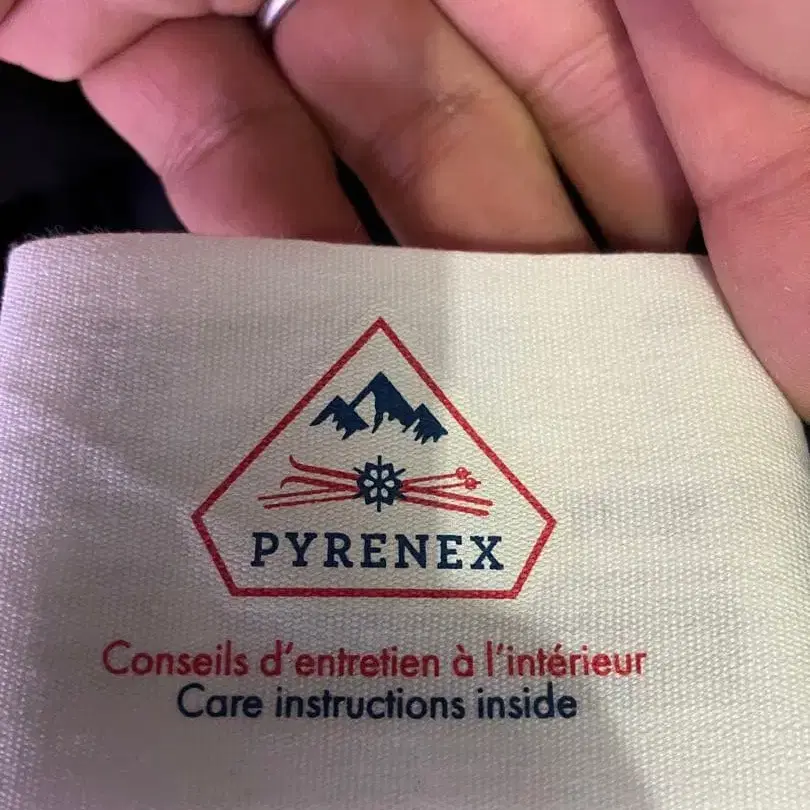 PYRENEX
Conseils d'entretien à l'intérieur
Care instructions inside